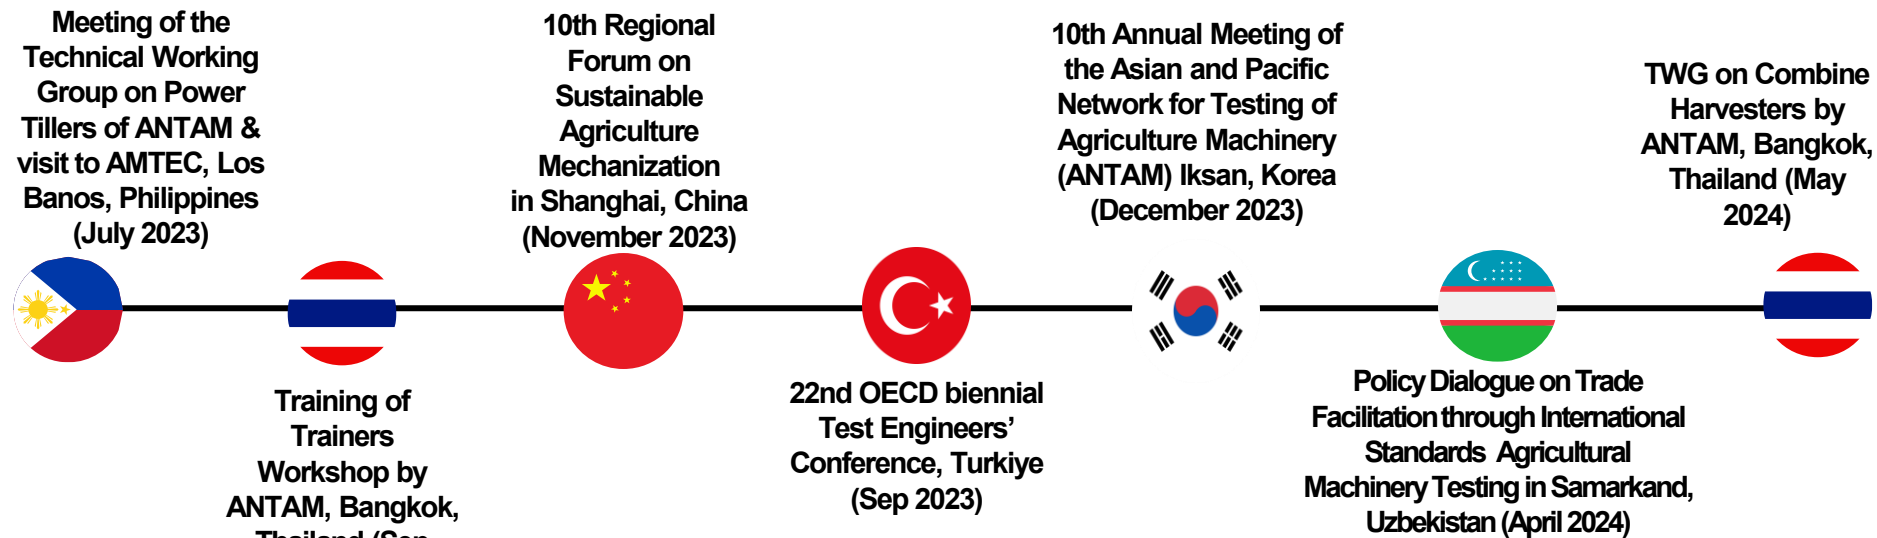 Meeting of the
Technical Working
Group on Power
Tillers of ANTAM &
visit to AMTEC, Los
Banos, Philippines
(July 2023)
Training of
Trainers
Workshop by
ANTAM, Bangkok,
Thailand (Sep
10th Regional
Forum on
Sustainable
Agriculture
Mechanization
in Shanghai, China
(November 2023)
22nd OECD biennial
Test Engineers’
Conference, Turkiye
(Sep 2023)
10th Annual Meeting of
the Asian and Pacific
Network for Testing of
Agriculture Machinery
(ANTAM) Iksan, Korea
(December 2023)
Policy Dialogue on Trade
Facilitation through International
Standards Agricultural
Machinery Testing in Samarkand,
Uzbekistan (April 2024)
TWG on Combine
Harvesters by
ANTAM, Bangkok,
Thailand (May
2024)